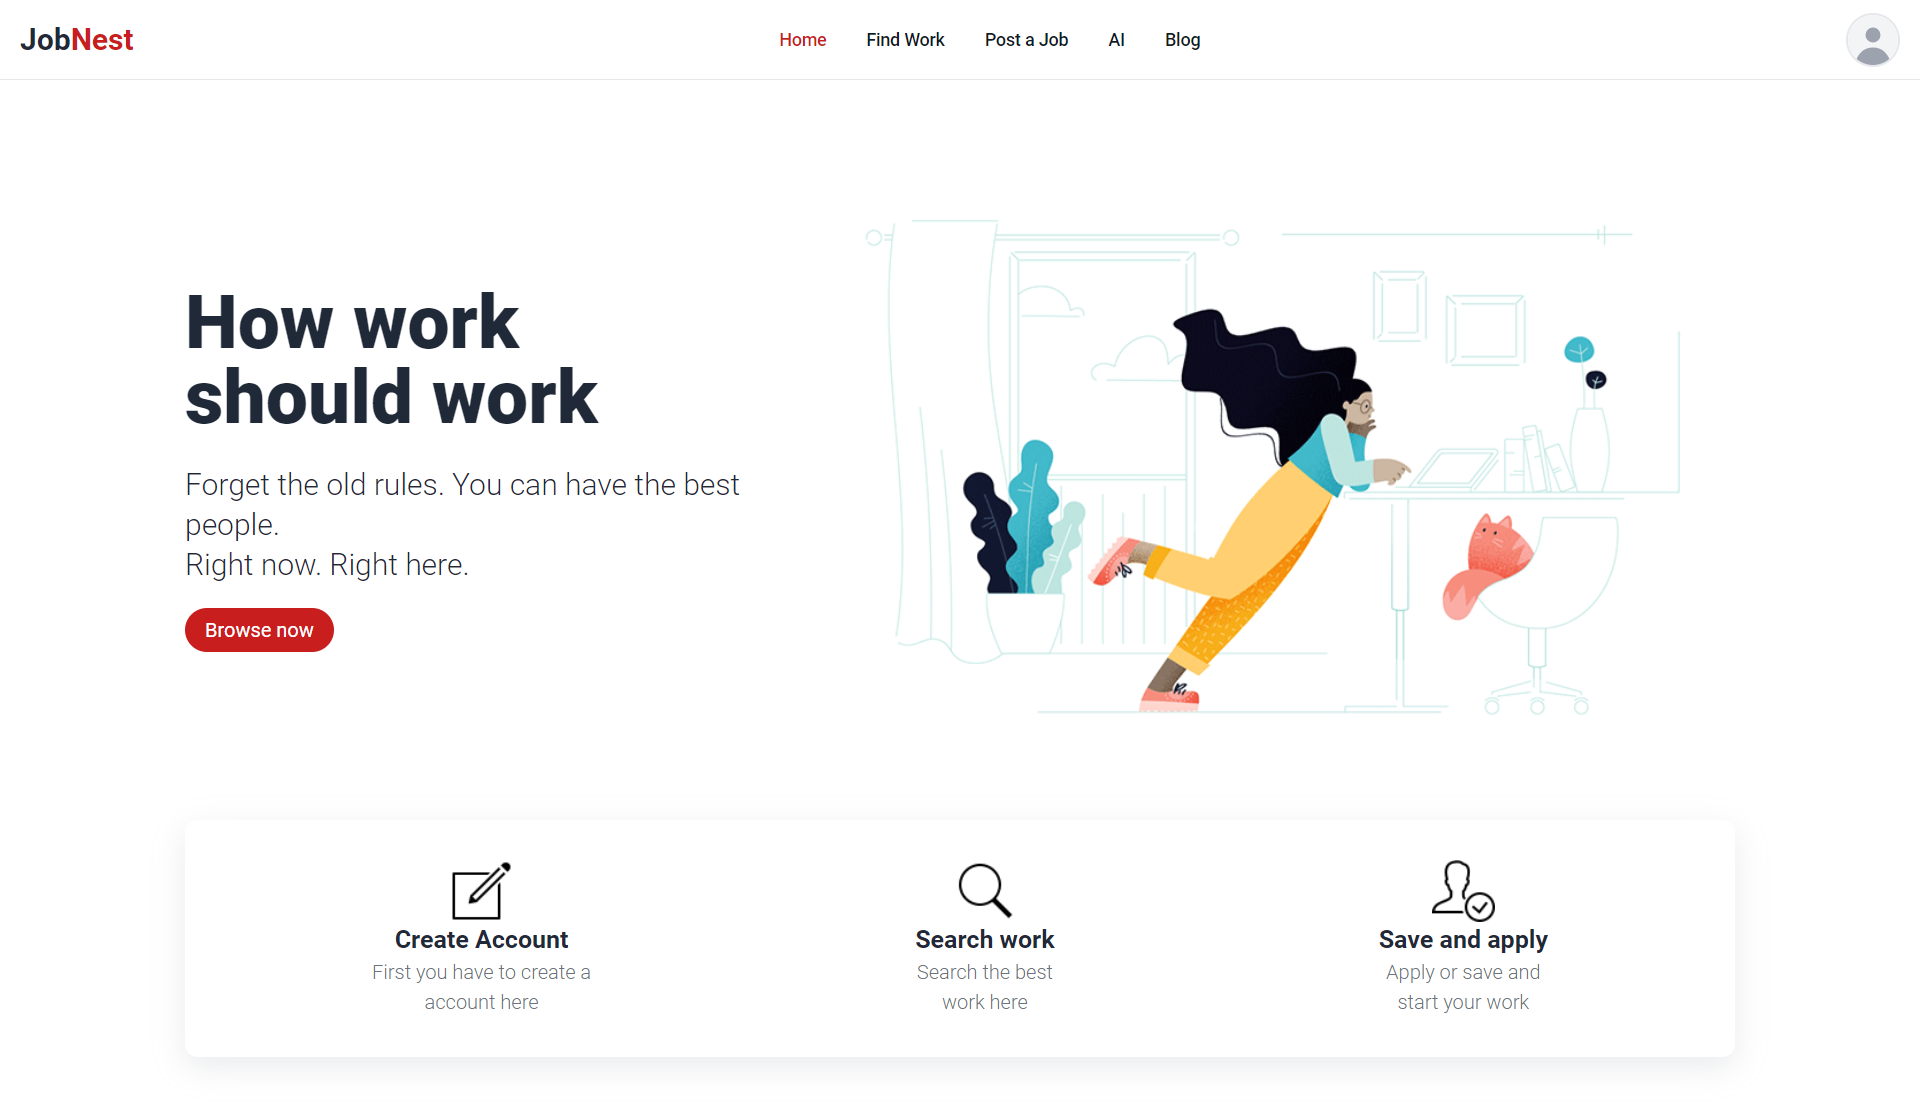 JobNest
Home
Find Work
Post a Job
AI
Blog
How work
should work
Forget the old rules. You can have the best
people.
Right now. Right here.
Browse now
Create Account
First you have to create a
account here
Search work
Search the best
work here
Save and apply
Apply or save and
start your work